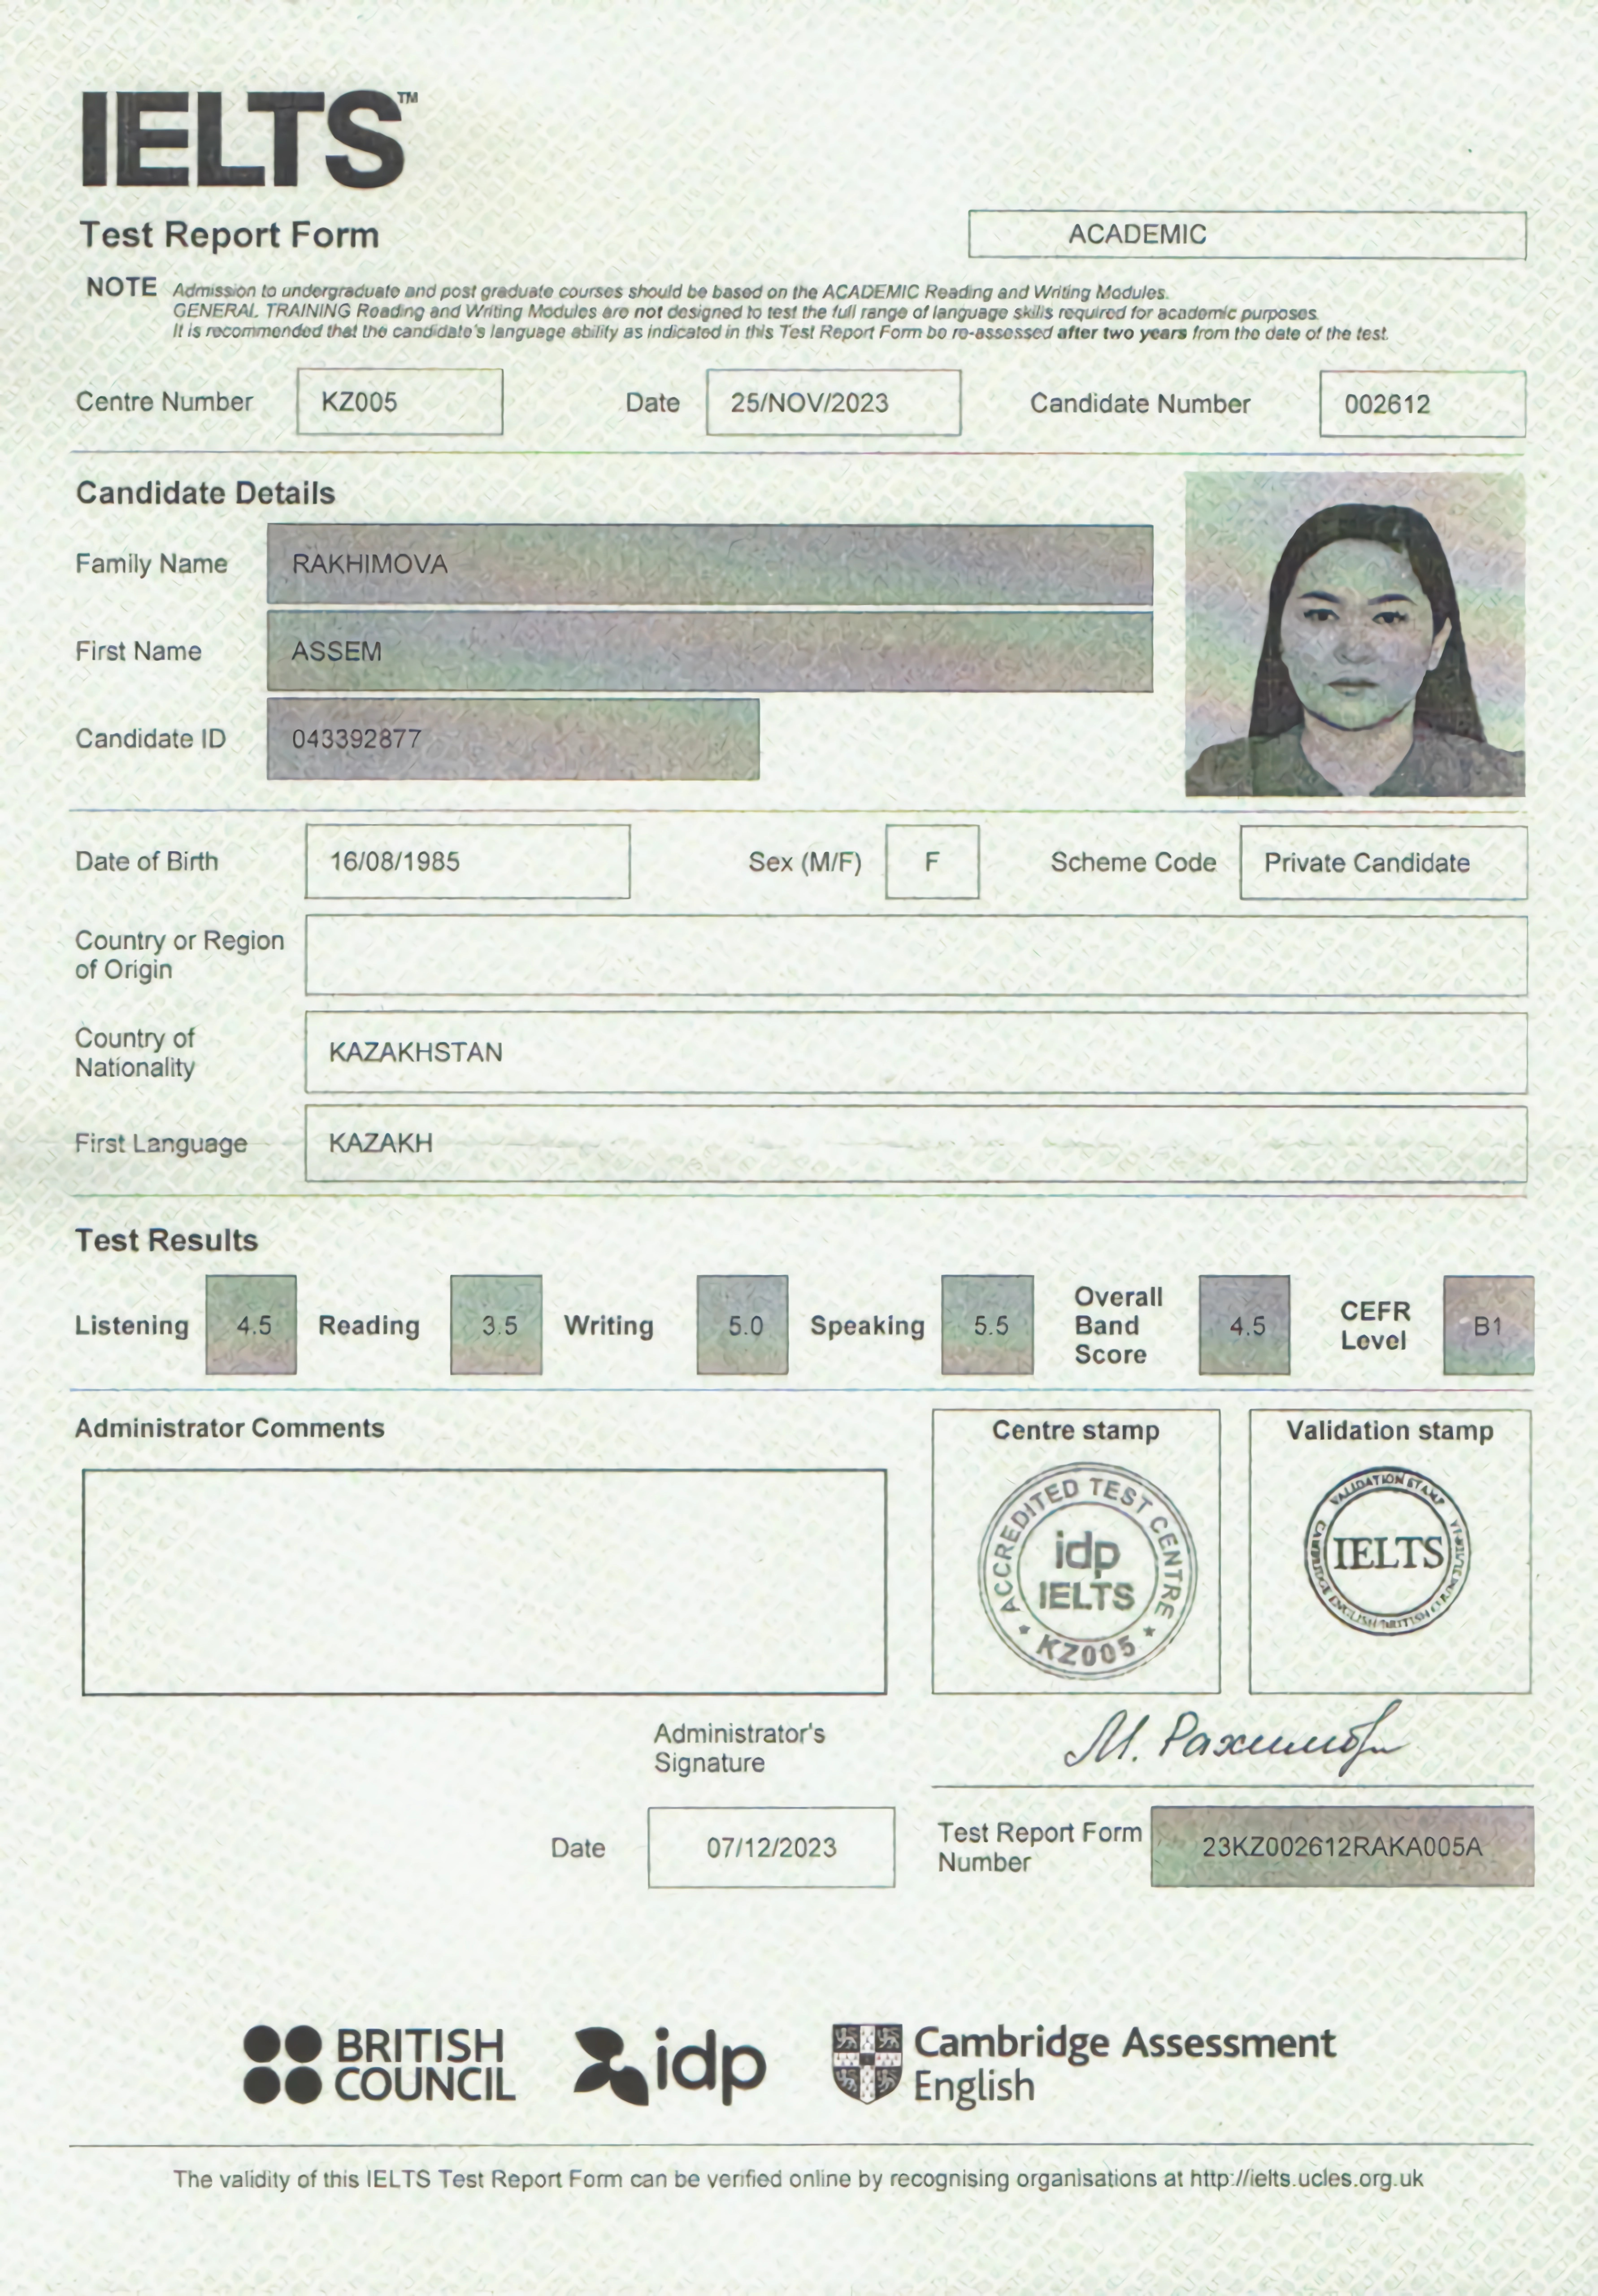 IELTS™
Test Report Form
ACADEMIC
NOTE Admission to undergraduate and post graduate courses should be based on the ACADEMIC Reading and Writing Modules.
GENERAL TRAINING Reading and Writing Modules are not designed to test the full range of language skills required for academic purposes.
It is recommended that the candidate's language ability as indicated in this Test Report Form be re-assessed after two years from the date of the test.
Centre Number KZ005 Date 25/NOV/2023 Candidate Number 002612
Candidate Details
Family Name RAKHIMOVA
First Name ASSEM
Candidate ID 043392877
Date of Birth 16/08/1985 Sex (M/F) F Scheme Code Private Candidate
Country or Region
of Origin
Country of
Nationality
KAZAKHSTAN
First Language KAZAKH
Test Results
Listening 4.5 Reading 3.5 Writing 5.0 Speaking 5.5 Overall Band Score 4.5 CEFR Level B1
Administrator Comments
Centre stamp
ACCREDITED TEST CENTRE
idp
IELTS
* KZ005 *
Validation stamp
VALIDATION STAMP
IELTS
Administrator's
Signature
М. Рахимова
Date 07/12/2023
Test Report Form
Number
23KZ002612RAKA005A
BRITISH
COUNCIL
idp
Cambridge Assessment
English
The validity of this IELTS Test Report Form can be verified online by recognising organisations at http://ielts.ucles.org.uk